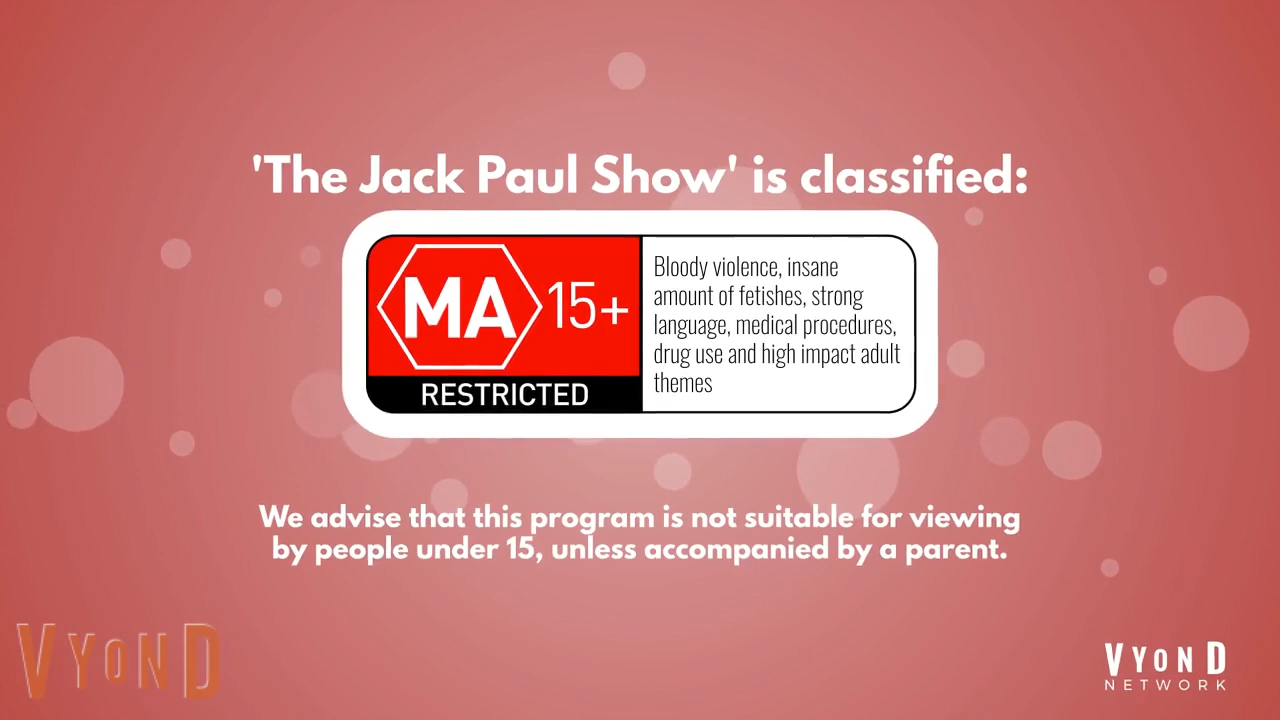 'The Jack Paul Show' is classified:
MA 15+
RESTRICTED
Bloody violence, insane
amount of fetishes, strong
language, medical procedures,
drug use and high impact adult
themes
We advise that this program is not suitable for viewing
by people under 15, unless accompanied by a parent.
VYOND
VYOND
NETWORK